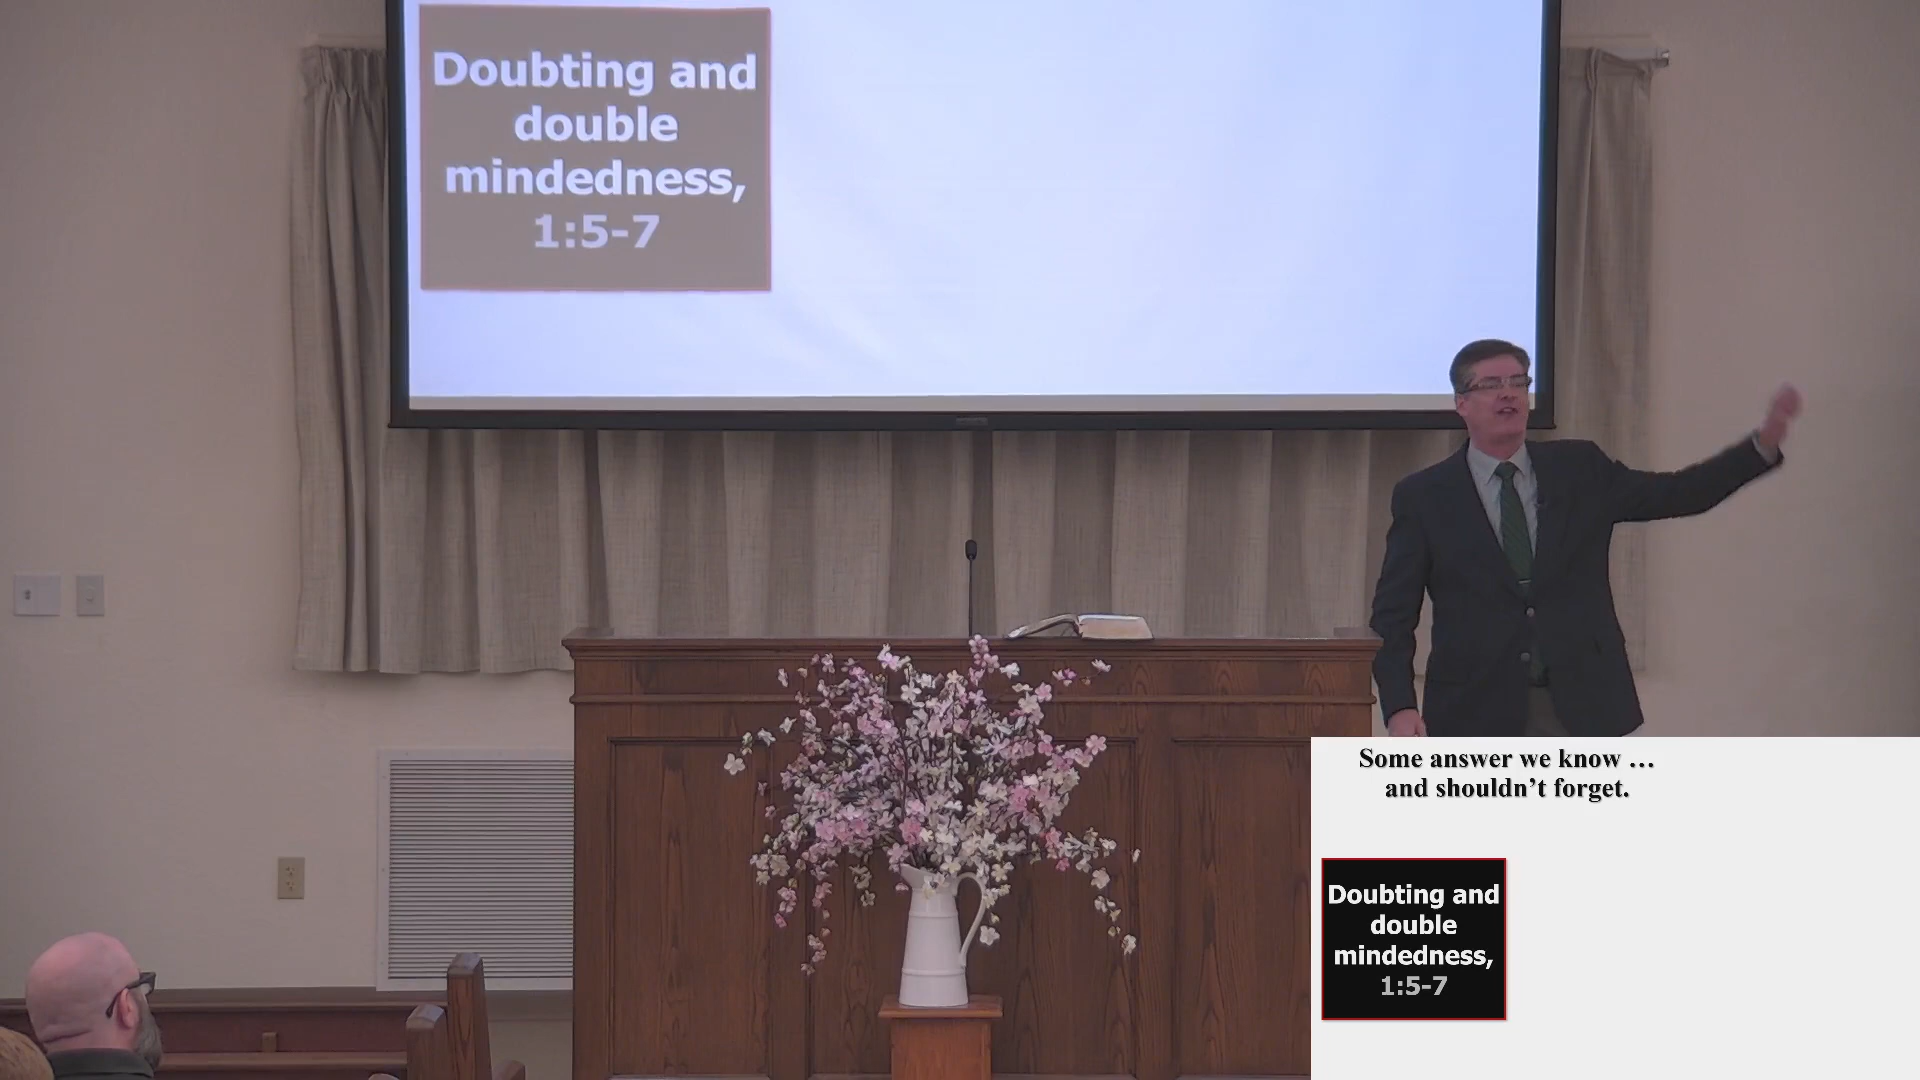 Doubting and
double
mindedness,
1:5-7
Some answer we know …
and shouldn’t forget.
Doubting and
double
mindedness,
1:5-7